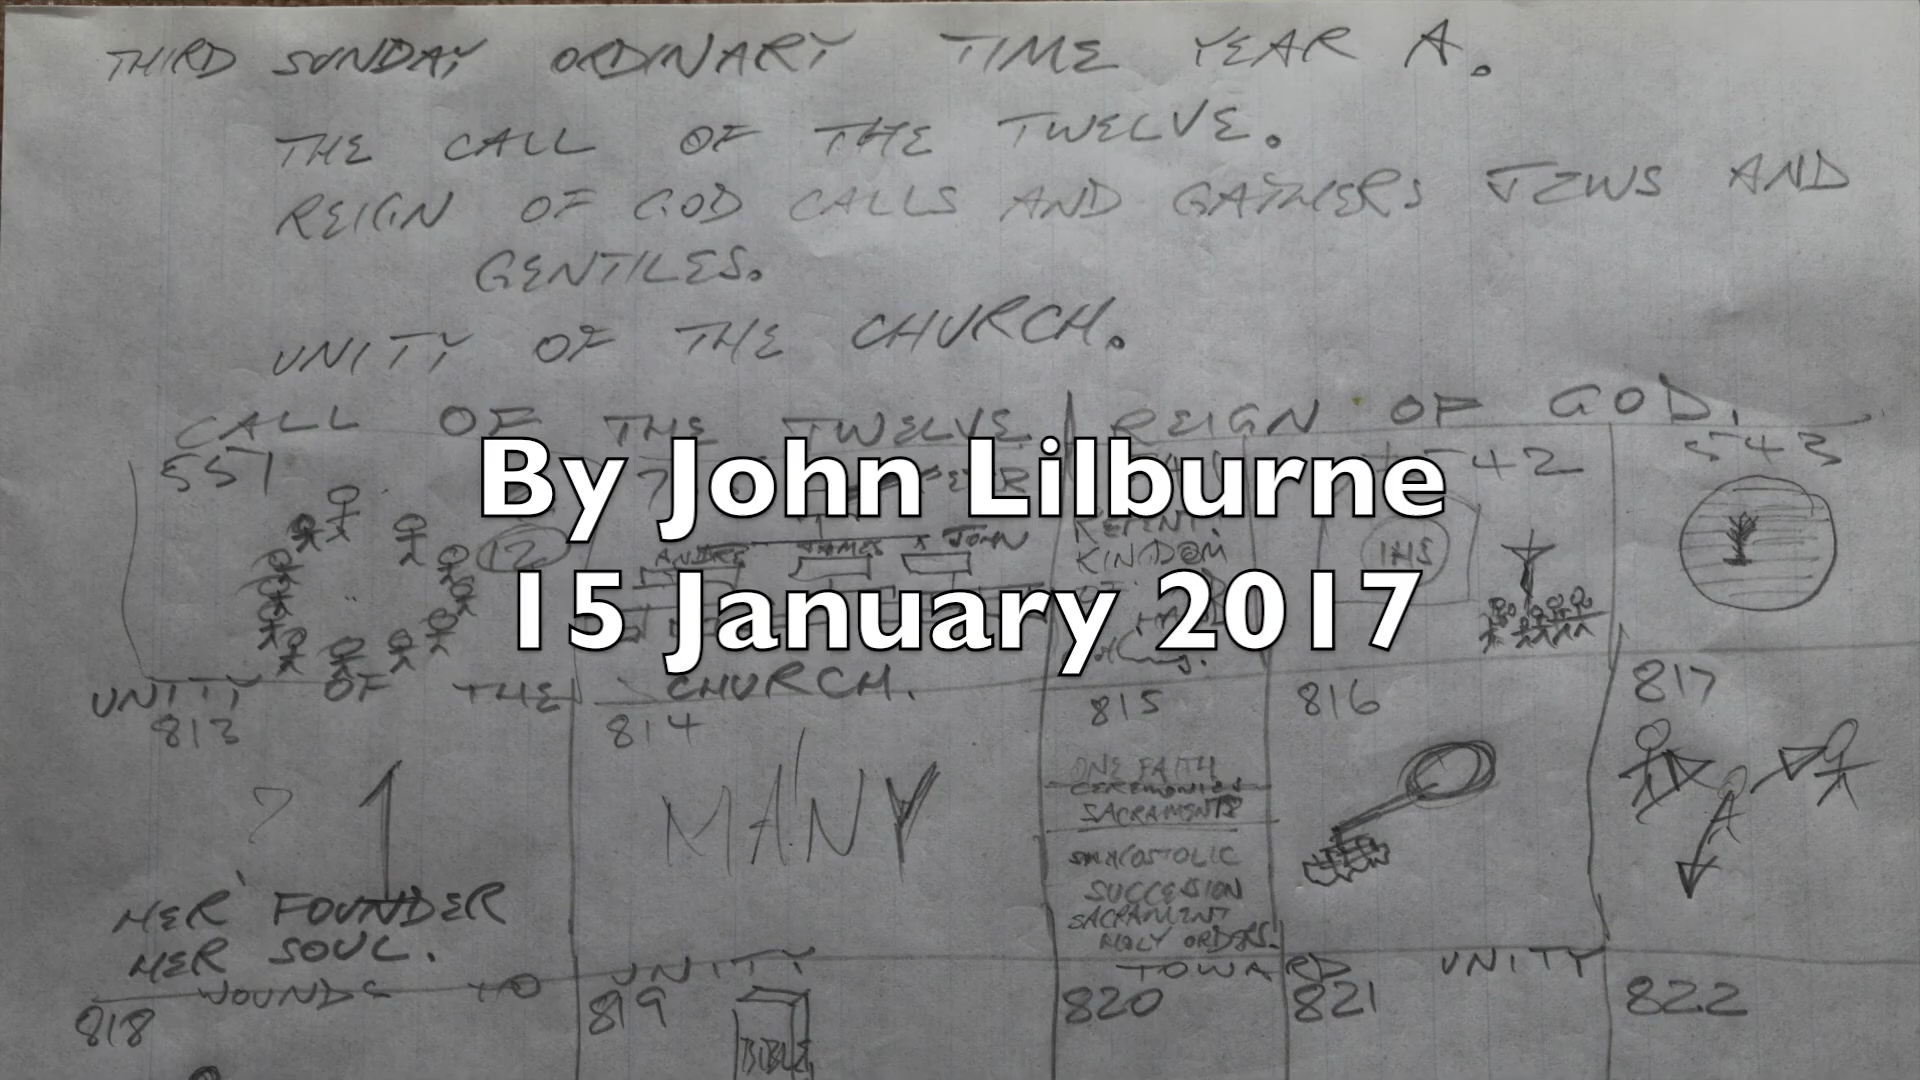 THIRD SUNDAY ORDINARY TIME YEAR A.
THE CALL OF THE TWELVE.
REIGN OF GOD CALLS AND GATHERS JEWS AND
GENTILES.
UNITY OF THE CHURCH.
CALL OF THE TWELVE REIGN OF GOD.
551
542
543
By John Lilburne
15 January 2017
12
ANDRE JAMES JOHN
REPENT.
KINGDOM
IHS
UNITY OF THE CHURCH.
813
814
815
816
817
? 1
MANY
ONE FAITH
CEREMONIES
SACRAMENTS
SUCCESSION
SACRAMENT
HOLY ORDERS.
HER FOUNDER
HER SOUL.
WOUNDS TO UNITY
TOWARD UNITY
818
819
820
821
822
BIBLE